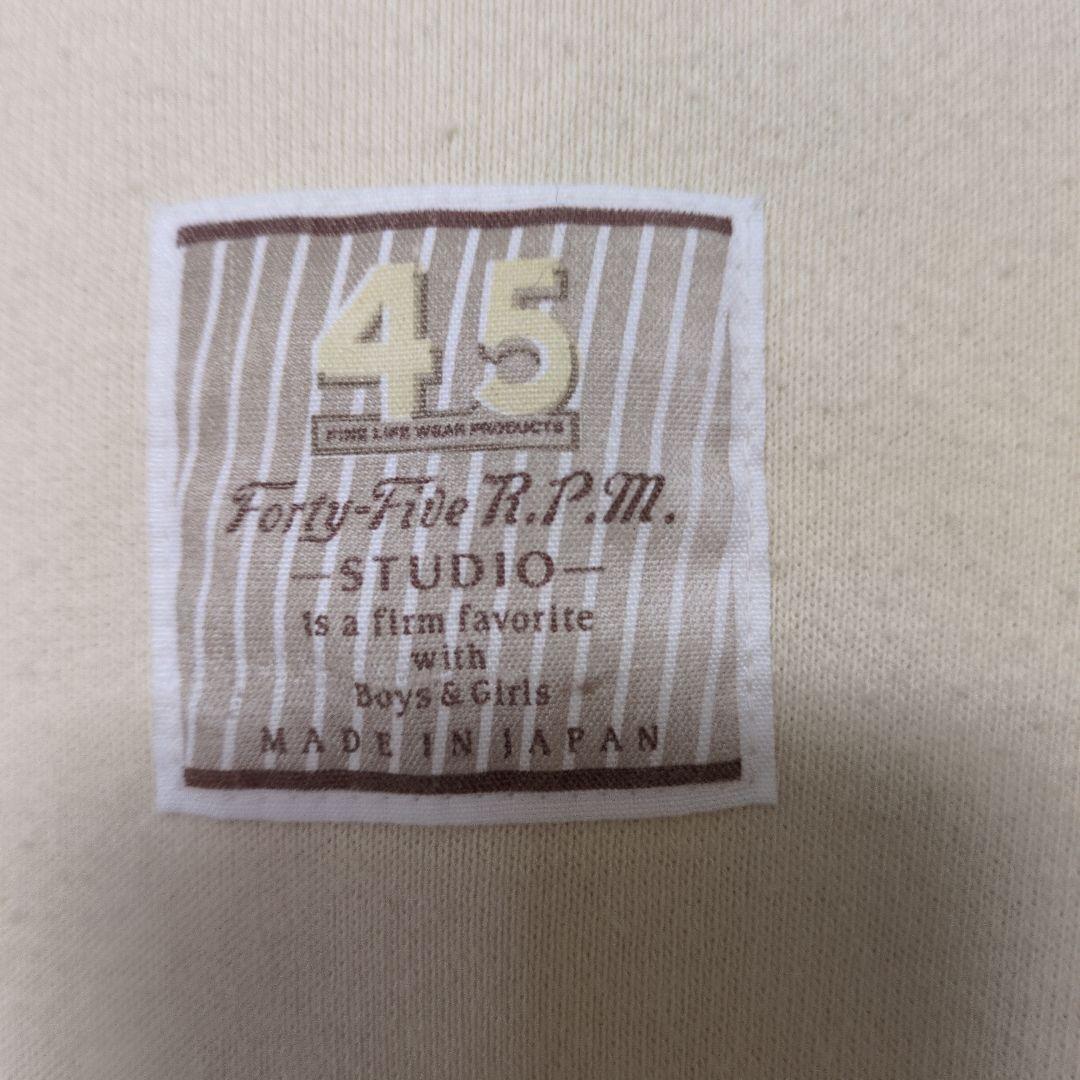 45
FINE LIFE WEAR PRODUCTS
Forty-Five R.P.M.
—STUDIO—
is a firm favorite
with
Boys & Girls
MADE IN JAPAN